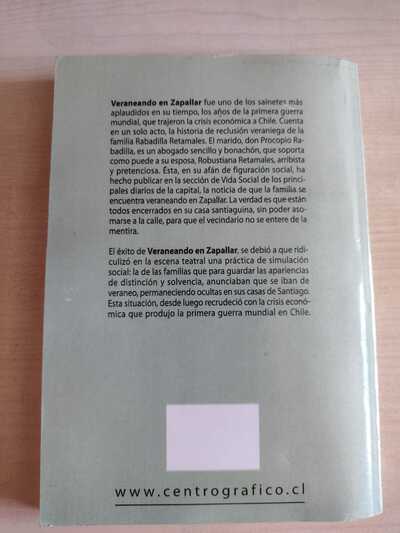 Veraneando en Zapallar fue uno de los sainetes más
aplaudidos en su tiempo, los años de la primera guerra
mundial, que trajeron la crisis económica a Chile. Cuenta
en un solo acto, la historia de reclusión veraniega de la
familia Rabadilla Retamales. El marido, don Procopio Ra-
badilla, es un abogado sencillo y bonachón, que soporta
como puede a su esposa, Robustiana Retamales, arribista
y pretenciosa. Ésta, en su afán de figuración social, ha
hecho publicar en la sección de Vida Social de los princi-
pales diarios de la capital, la noticia de que la familia se
encuentra veraneando en Zapallar. La verdad es que están
todos encerrados en su casa santiaguina, sin poder aso-
marse a la calle, para que el vecindario no se entere de la
mentira.
El éxito de Veraneando en Zapallar, se debió a que ridi-
culizó en la escena teatral una práctica de simulación
social: la de las familias que para guardar las apariencias
de distinción y solvencia, anunciaban que se iban de
veraneo, permaneciendo ocultas en sus casas de Santiago.
Esta situación, desde luego recrudeció con la crisis econó-
mica que produjo la primera guerra mundial en Chile.
www.centrografico.cl